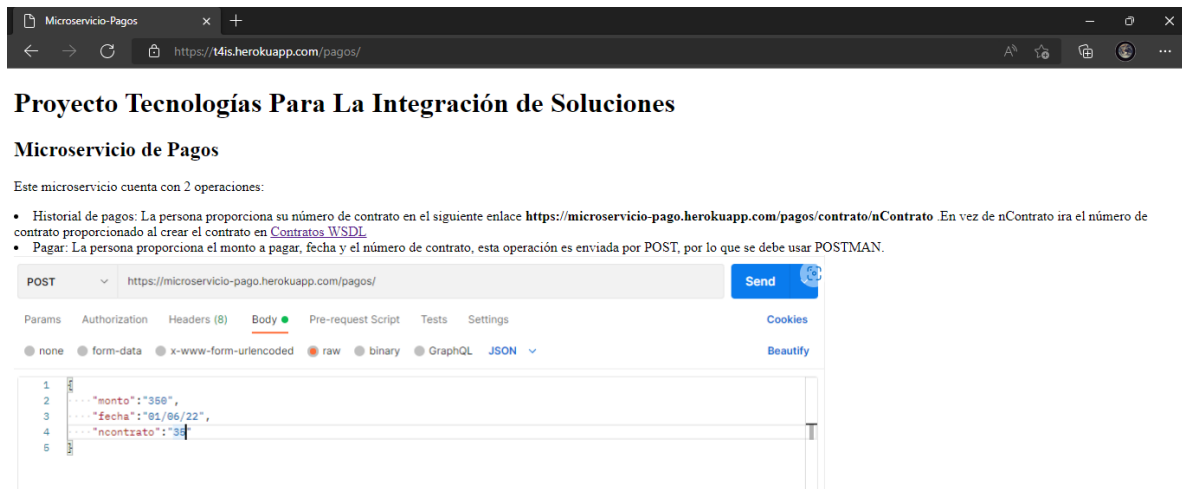 Microservicio-Pagos
https://t4is.herokuapp.com/pagos/
Proyecto Tecnologías Para La Integración de Soluciones
Microservicio de Pagos
Este microservicio cuenta con 2 operaciones:
• Historial de pagos: La persona proporciona su número de contrato en el siguiente enlace https://microservicio-pago.herokuapp.com/pagos/contrato/nContrato .En vez de nContrato ira el número de
contrato proporcionado al crear el contrato en Contratos WSDL
• Pagar: La persona proporciona el monto a pagar, fecha y el número de contrato, esta operación es enviada por POST, por lo que se debe usar POSTMAN.
POST https://microservicio-pago.herokuapp.com/pagos/ Send
Params Authorization Headers (8) Body Pre-request Script Tests Settings Cookies
none form-data x-www-form-urlencoded raw binary GraphQL JSON Beautify
1 {
2 "monto":"350",
3 "fecha":"01/06/22",
4 "ncontrato":"35"
5 }